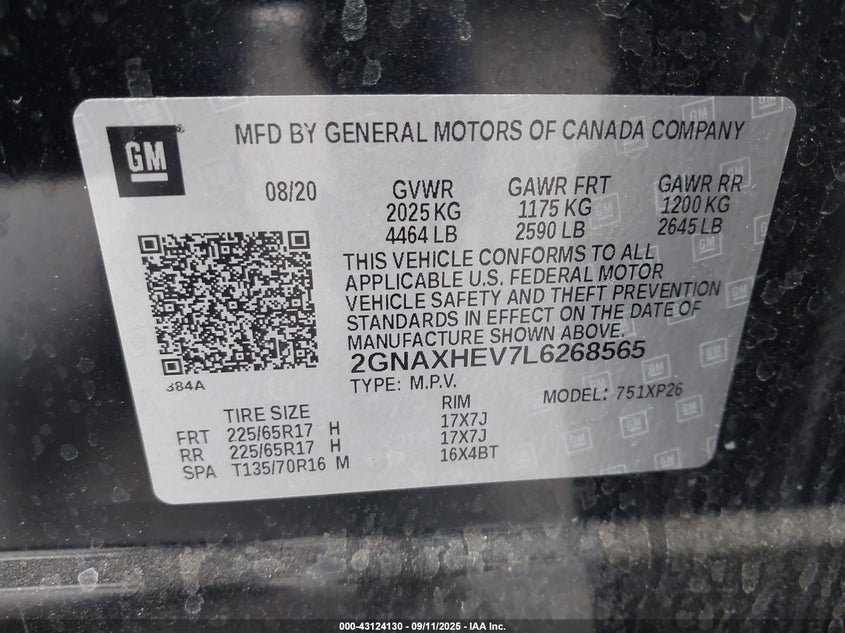 GM
MFD BY GENERAL MOTORS OF CANADA COMPANY
08/20
GVWR GAWR FRT GAWR RR
2025 KG 1175 KG 1200 KG
4464 LB 2590 LB 2645 LB
THIS VEHICLE CONFORMS TO ALL
APPLICABLE U.S. FEDERAL MOTOR
VEHICLE SAFETY AND THEFT PREVENTION
STANDARDS IN EFFECT ON THE DATE OF
MANUFACTURE SHOWN ABOVE.
2GNAXHEV7L6268565
384A
TYPE: M.P.V.
MODEL: 751XP26
TIRE SIZE RIM
FRT 225/65R17 H 17X7J
RR 225/65R17 H 17X7J
SPA T135/70R16 M 16X4BT
000-43124130 - 09/11/2025 - IAA Inc.